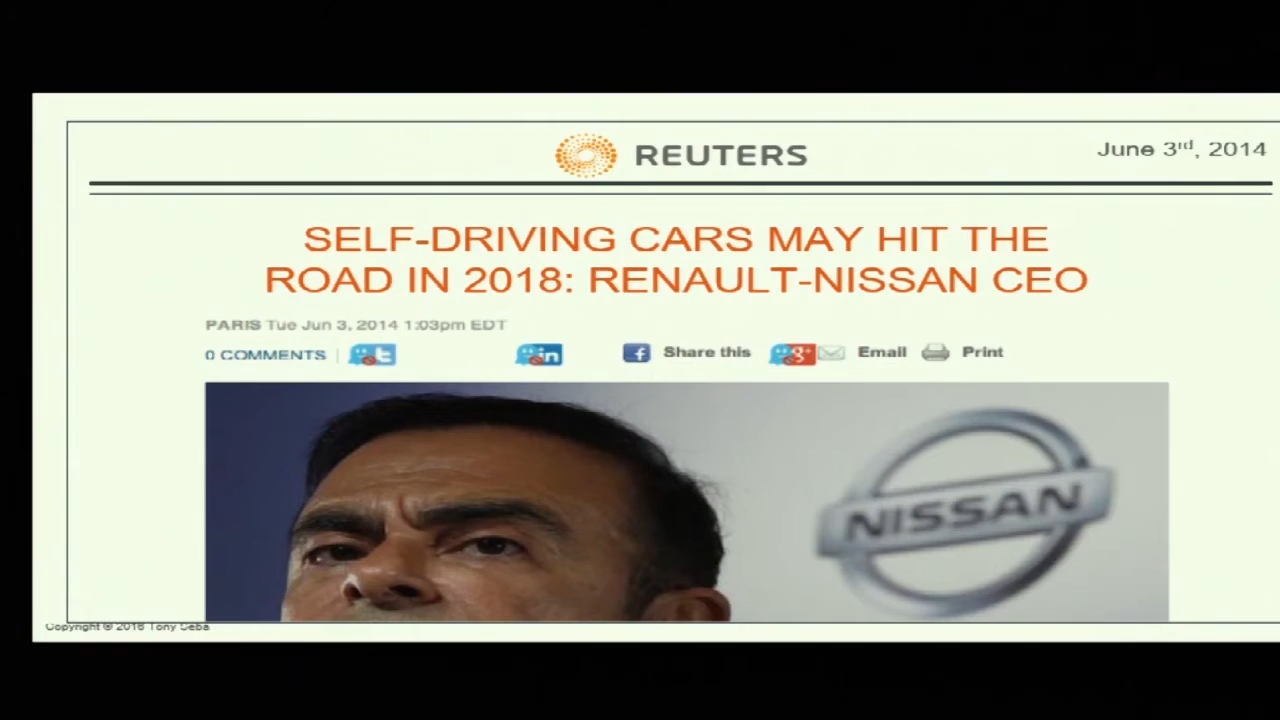 REUTERS
June 3rd, 2014
SELF-DRIVING CARS MAY HIT THE
ROAD IN 2018: RENAULT-NISSAN CEO
PARIS Tue Jun 3, 2014 1:03pm EDT
0 COMMENTS | t in f Share this g+ Email Print
NISSAN
Copyright © 2016 Tony Seba